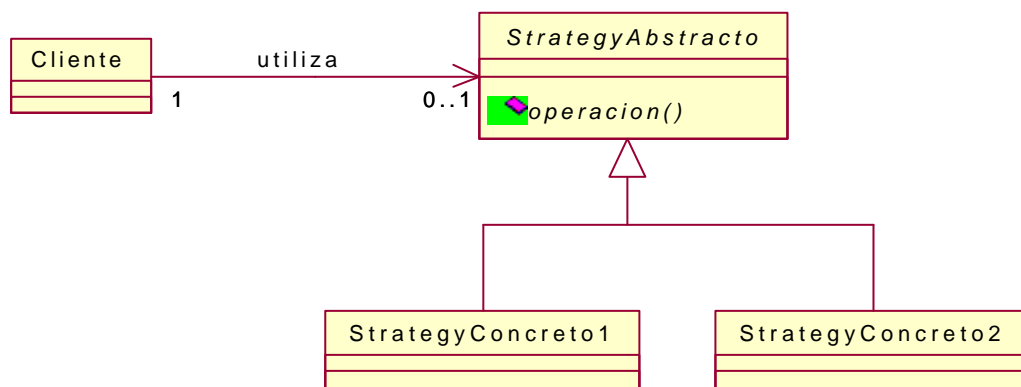 StrategyAbstracto
Cliente
utiliza
1
0..1
operacion()
StrategyConcreto1
StrategyConcreto2